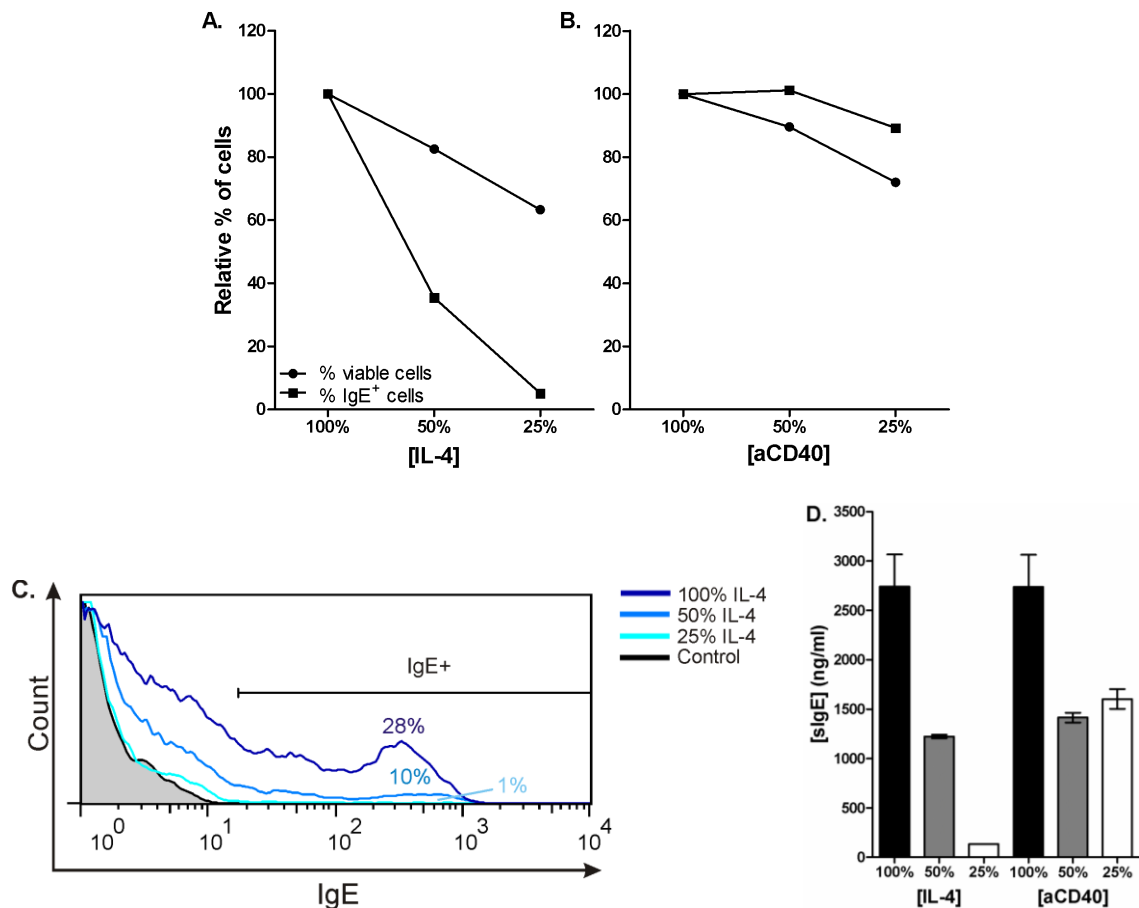 A.
120
100
80
60
40
20
0
Relative % of cells
% viable cells
% IgE+ cells
100% 50% 25%
[IL-4]
B.
120
100
80
60
40
20
0
100% 50% 25%
[aCD40]
C.
Count
IgE+
28%
10%
1%
10^0 10^1 10^2 10^3 10^4
IgE
100% IL-4
50% IL-4
25% IL-4
Control
D.
3500
3000
2500
2000
1500
1000
500
0
[sIgE] (ng/ml)
100% 50% 25% 100% 50% 25%
[IL-4] [aCD40]